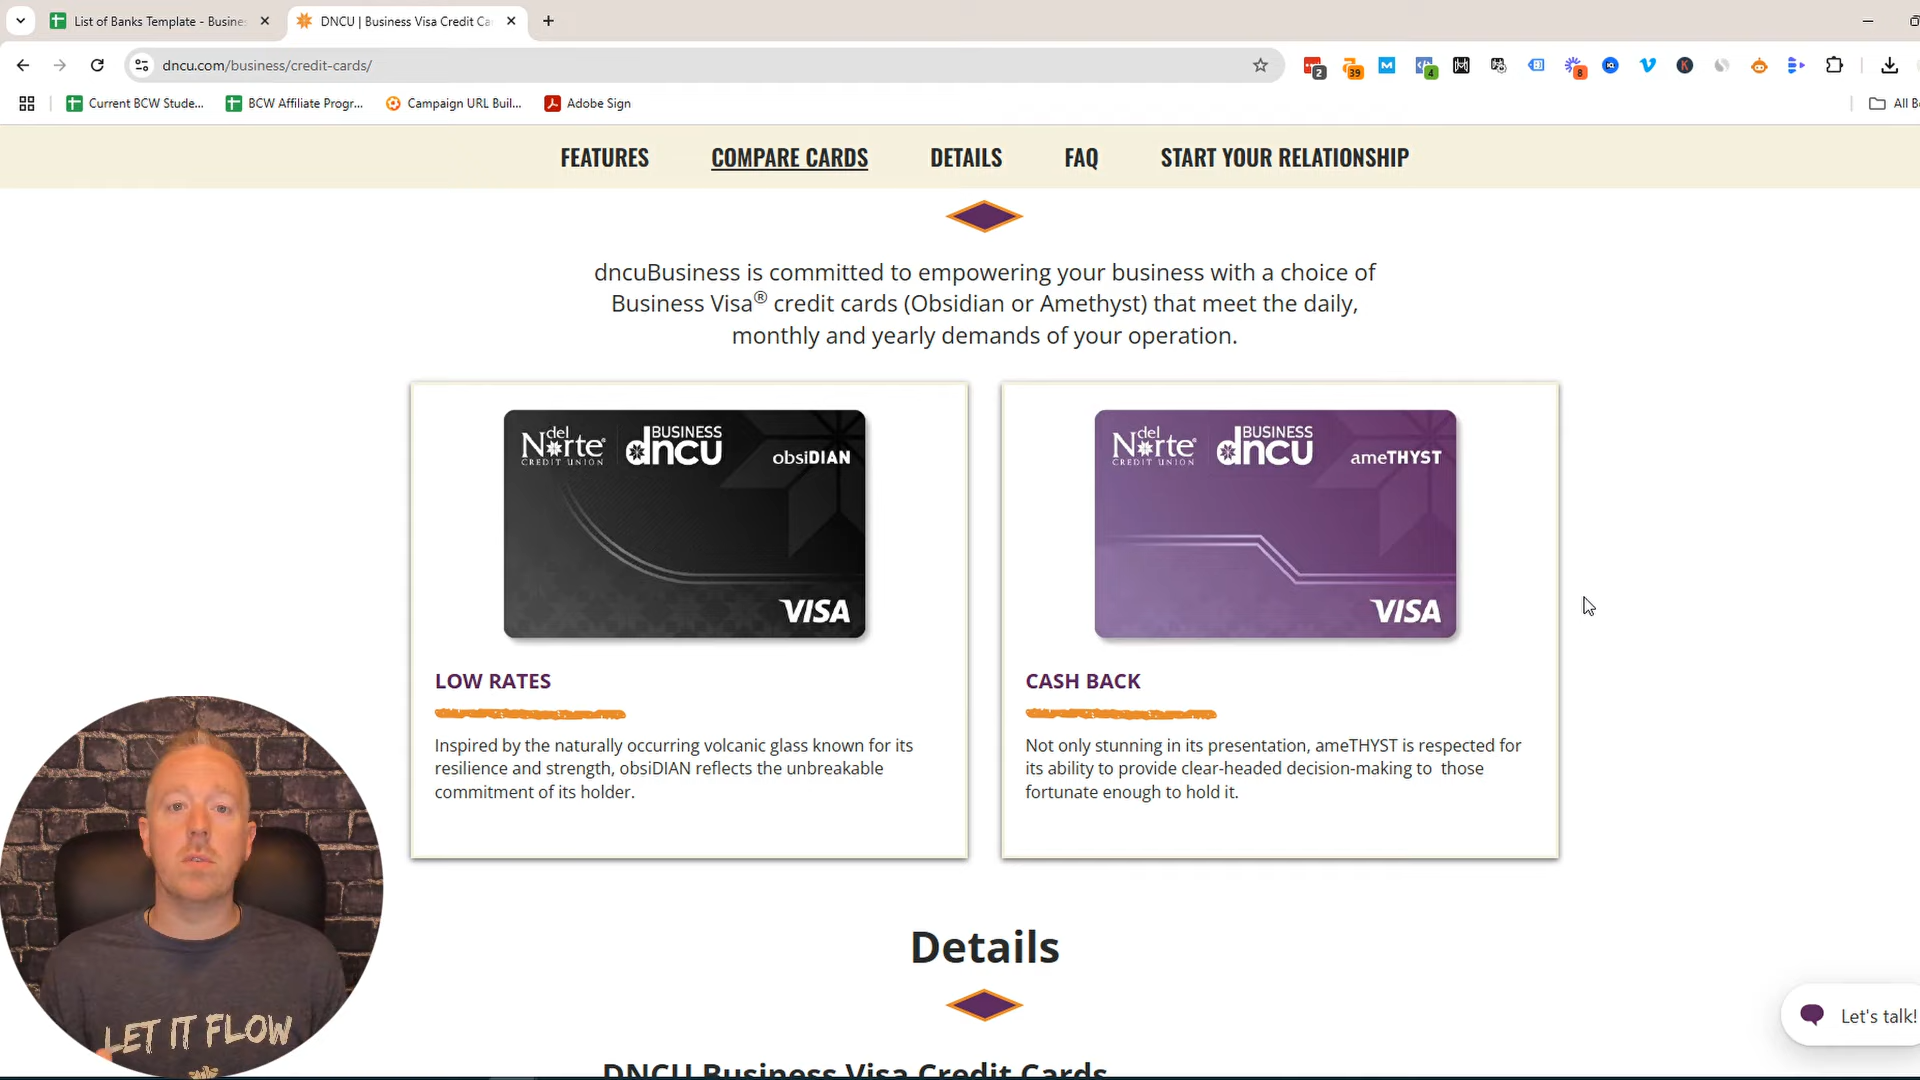 List of Banks Template - Busine
DNCU | Business Visa Credit Ca
dncu.com/business/credit-cards/
2
39
4
8
Current BCW Stude...
BCW Affiliate Progr...
Campaign URL Buil...
Adobe Sign
All B
FEATURES
COMPARE CARDS
DETAILS
FAQ
START YOUR RELATIONSHIP
dncuBusiness is committed to empowering your business with a choice of
Business Visa® credit cards (Obsidian or Amethyst) that meet the daily,
monthly and yearly demands of your operation.
del Norte® CREDIT UNION
BUSINESS dncu
obsiDIAN
VISA
del Norte® CREDIT UNION
BUSINESS dncu
ameTHYST
VISA
LOW RATES
Inspired by the naturally occurring volcanic glass known for its
resilience and strength, obsiDIAN reflects the unbreakable
commitment of its holder.
CASH BACK
Not only stunning in its presentation, ameTHYST is respected for
its ability to provide clear-headed decision-making to those
fortunate enough to hold it.
Details
DNCU Business Visa Credit Cards
Let's talk!
LET IT FLOW